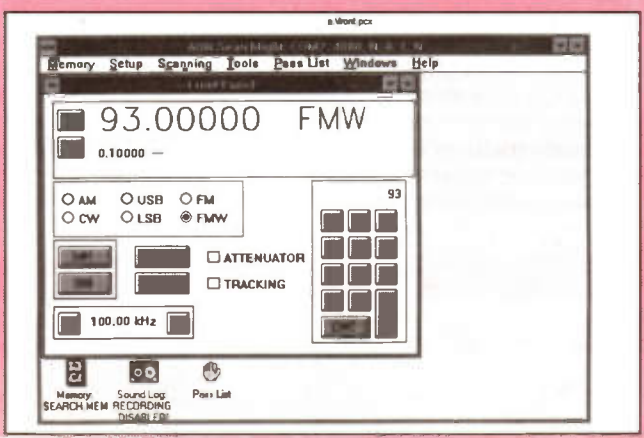 a:\front.pcx
Memory Setup Scanning Tools Pass List Windows Help
93.00000 FMW
0.10000 —
93
AM USB FM
CW LSB FMW
ATTENUATOR
TRACKING
100.00 kHz
Memory: Sound Log: Pass List
SEARCH.MEM RECORDING
DISABLED!